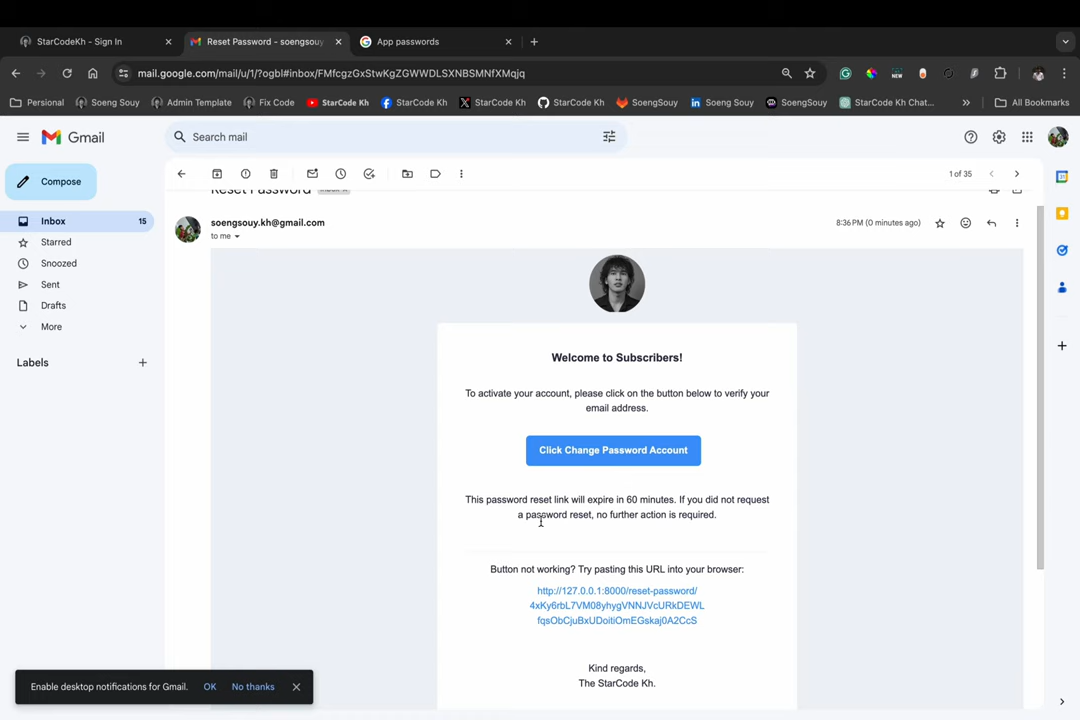 StarCodeKh - Sign In
Reset Password - soengsouy
App passwords
mail.google.com/mail/u/1/?ogbl#inbox/FMfcgzGxStwKgZGWWDLSXNBSMNfXMqjq
Personal
Soeng Souy
Admin Template
Fix Code
StarCode Kh
StarCode Kh
StarCode Kh
StarCode Kh
SoengSouy
Soeng Souy
SoengSouy
StarCode Kh Chat...
All Bookmarks
Gmail
Search mail
Compose
1 of 35
Reset Password
Inbox
15
soengsouy.kh@gmail.com
8:36 PM (0 minutes ago)
to me
Starred
Snoozed
Sent
Drafts
More
Labels
Welcome to Subscribers!
To activate your account, please click on the button below to verify your
email address.
Click Change Password Account
This password reset link will expire in 60 minutes. If you did not request
a password reset, no further action is required.
Button not working? Try pasting this URL into your browser:
http://127.0.0.1:8000/reset-password/
4xKy6rbL7VM08yhygVNNJVcURkDEWL
fqsObCjuBxUDoitiOmEGskaj0A2CcS
Kind regards,
The StarCode Kh.
Enable desktop notifications for Gmail.
OK
No thanks